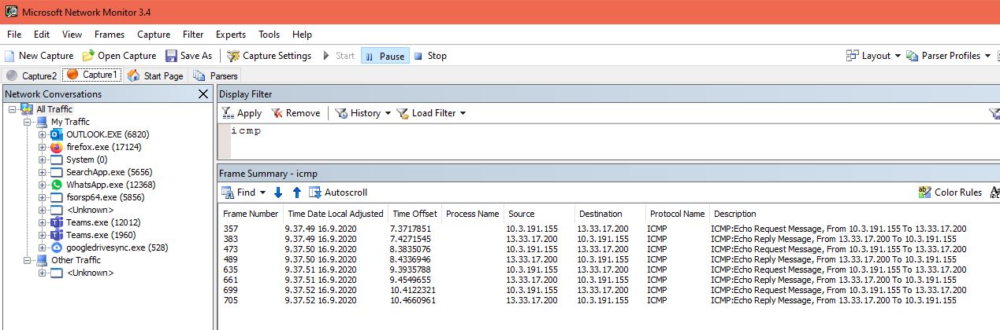 Microsoft Network Monitor 3.4
File Edit View Frames Capture Filter Experts Tools Help
New Capture Open Capture Save As Capture Settings Start Pause Stop Layout Parser Profiles
Capture2 Capture1 Start Page Parsers
Network Conversations
All Traffic
My Traffic
OUTLOOK.EXE (6820)
firefox.exe (17124)
System (0)
SearchApp.exe (5656)
WhatsApp.exe (12368)
fsorsp64.exe (5856)
<Unknown>
Teams.exe (12012)
Teams.exe (1960)
googledrivesync.exe (528)
Other Traffic
<Unknown>
Display Filter
Apply Remove History Load Filter
icmp
Frame Summary - icmp
Find Autoscroll Color Rules
Frame Number Time Date Local Adjusted Time Offset Process Name Source Destination Protocol Name Description
357 9.37.49 16.9.2020 7.3717851 10.3.191.155 13.33.17.200 ICMP ICMP:Echo Request Message, From 10.3.191.155 To 13.33.17.200
383 9.37.49 16.9.2020 7.4271545 13.33.17.200 10.3.191.155 ICMP ICMP:Echo Reply Message, From 13.33.17.200 To 10.3.191.155
473 9.37.50 16.9.2020 8.3835076 10.3.191.155 13.33.17.200 ICMP ICMP:Echo Request Message, From 10.3.191.155 To 13.33.17.200
489 9.37.50 16.9.2020 8.4336946 13.33.17.200 10.3.191.155 ICMP ICMP:Echo Reply Message, From 13.33.17.200 To 10.3.191.155
635 9.37.51 16.9.2020 9.3935788 10.3.191.155 13.33.17.200 ICMP ICMP:Echo Request Message, From 10.3.191.155 To 13.33.17.200
661 9.37.51 16.9.2020 9.4549655 13.33.17.200 10.3.191.155 ICMP ICMP:Echo Reply Message, From 13.33.17.200 To 10.3.191.155
699 9.37.52 16.9.2020 10.4122321 10.3.191.155 13.33.17.200 ICMP ICMP:Echo Request Message, From 10.3.191.155 To 13.33.17.200
705 9.37.52 16.9.2020 10.4660961 13.33.17.200 10.3.191.155 ICMP ICMP:Echo Reply Message, From 13.33.17.200 To 10.3.191.155